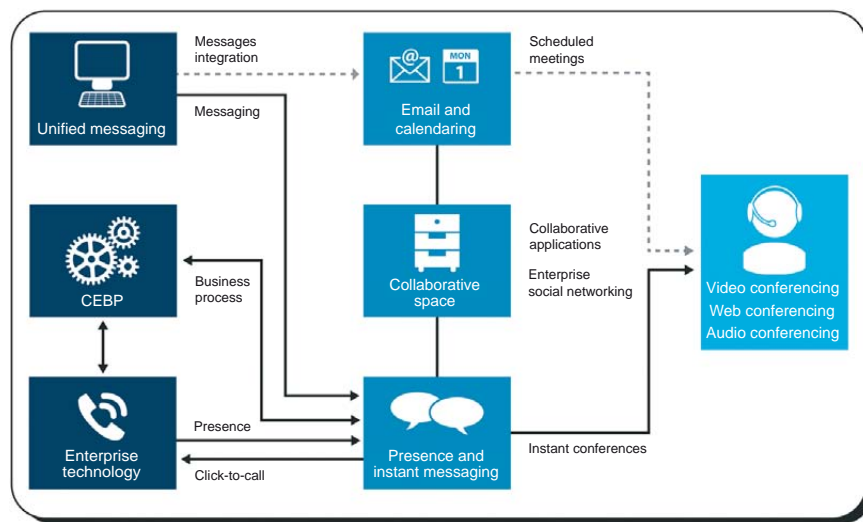 Messages
integration
Scheduled
meetings
@
MON
1
Unified messaging
Messaging
Email and
calendaring
CEBP
Business
process
Collaborative
space
Collaborative
applications
Enterprise
social networking
Video conferencing
Web conferencing
Audio conferencing
Enterprise
technology
Presence
Click-to-call
Presence and
instant messaging
Instant conferences